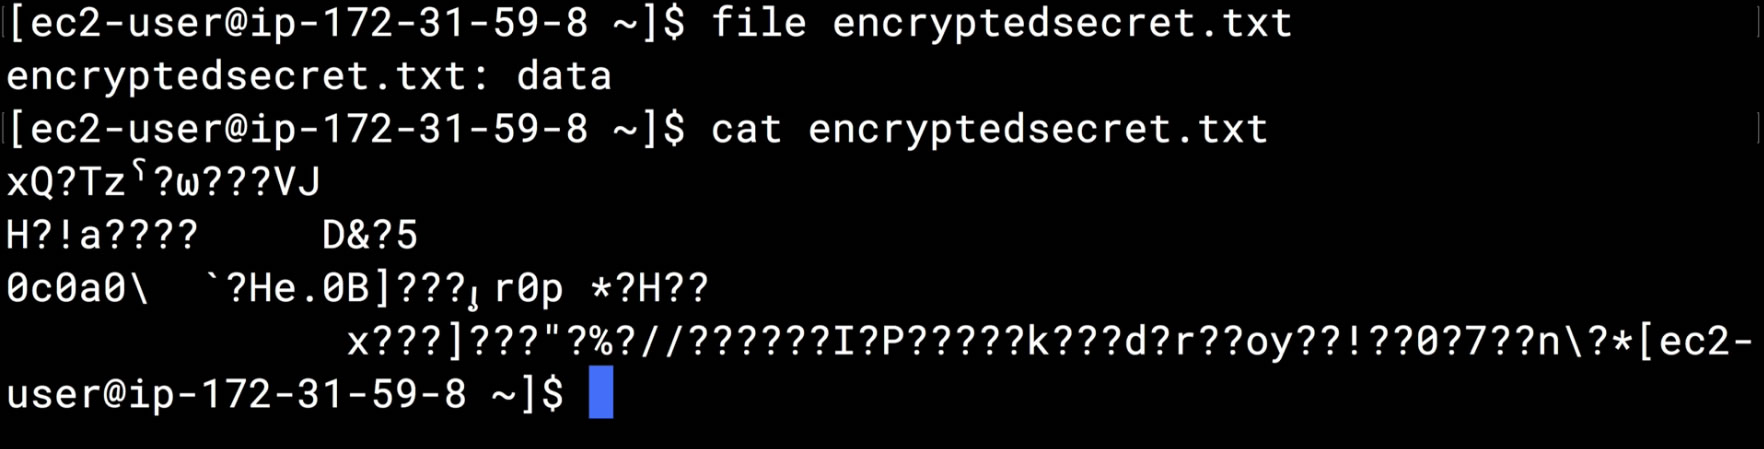 [ec2-user@ip-172-31-59-8 ~]$ file encryptedsecret.txt
encryptedsecret.txt: data
[ec2-user@ip-172-31-59-8 ~]$ cat encryptedsecret.txt
xQ?Tzʕ?ω???VJ
H?!a????     D&?5
0c0a0\  `?He.0B]???ꞁr0p *?H??
x???]???"?%?//??????I?P?????k???d?r??oy??!??0?7??n\?*[ec2-
user@ip-172-31-59-8 ~]$